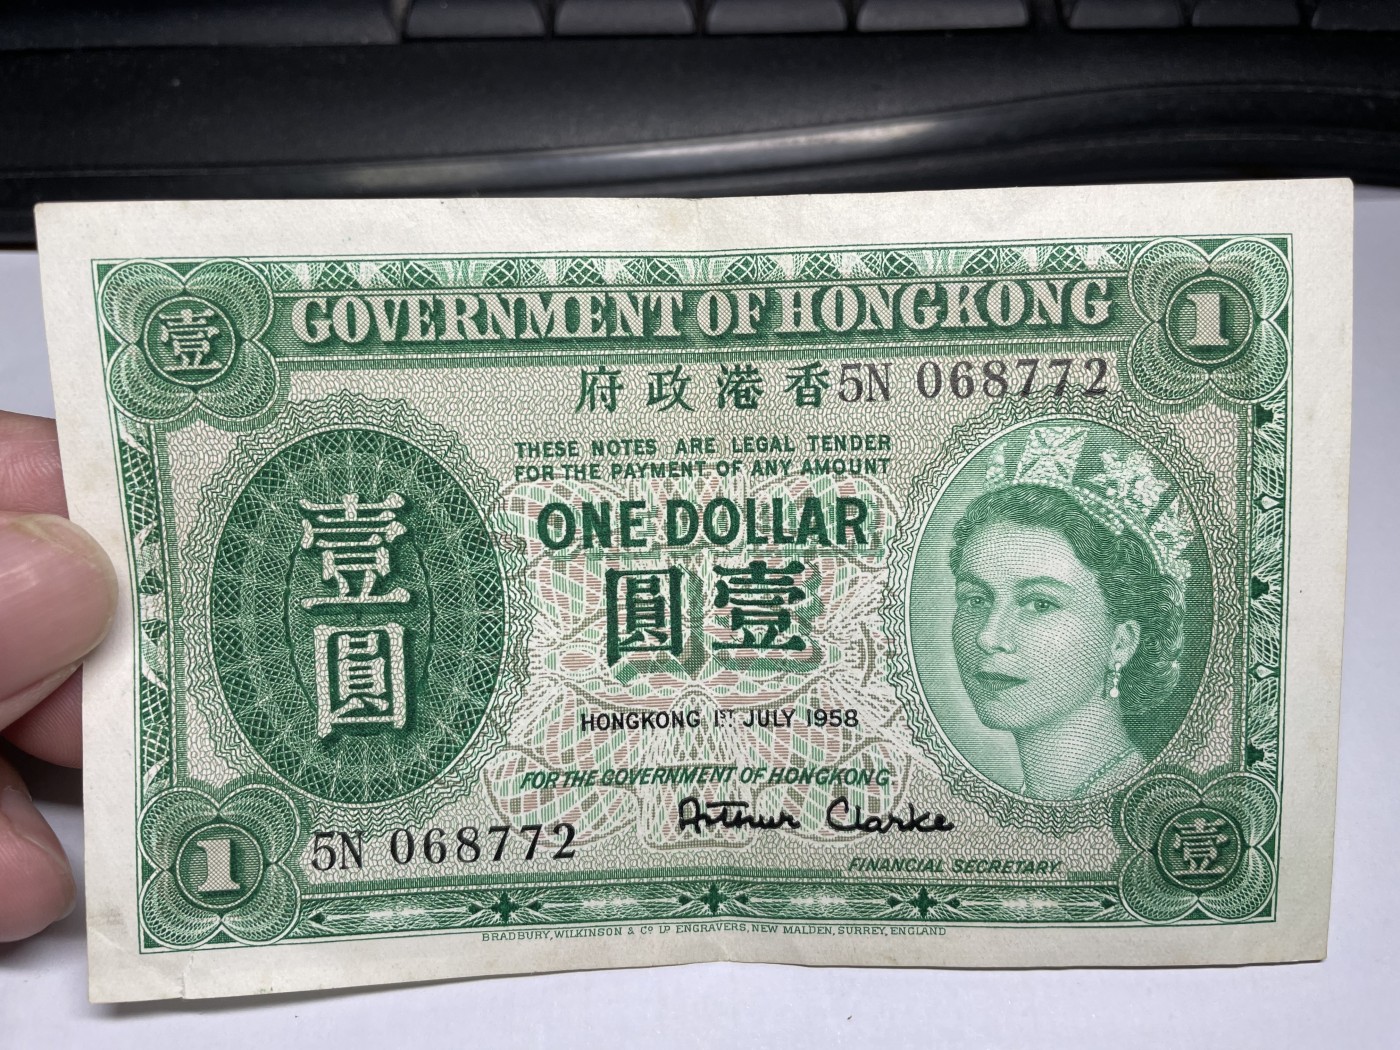 壹
GOVERNMENT OF HONGKONG
1
府政港香
5N 068772
THESE NOTES ARE LEGAL TENDER
FOR THE PAYMENT OF ANY AMOUNT
ONE DOLLAR
圓壹
壹
圓
HONGKONG 1ST JULY 1958
FOR THE GOVERNMENT OF HONGKONG
Arthur Clarke
FINANCIAL SECRETARY
1
5N 068772
壹
BRADBURY, WILKINSON & Co LD ENGRAVERS, NEW MALDEN, SURREY, ENGLAND